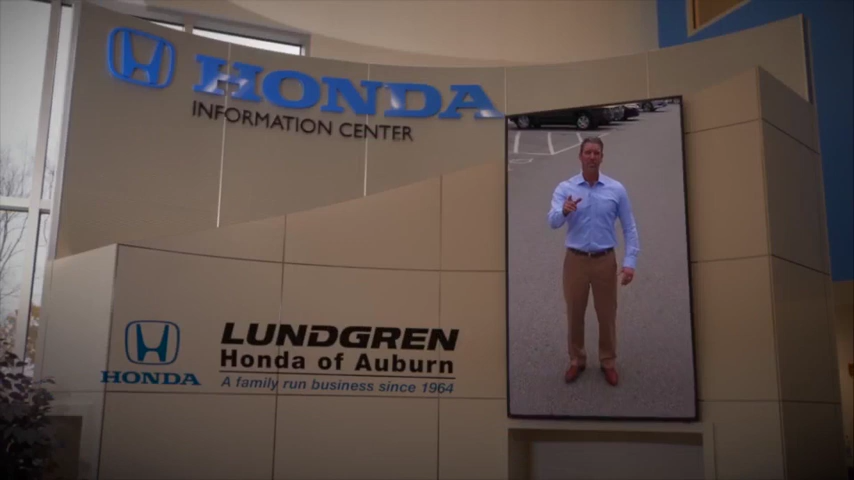 HONDA
INFORMATION CENTER
LUNDGREN
Honda of Auburn
A family run business since 1964
HONDA